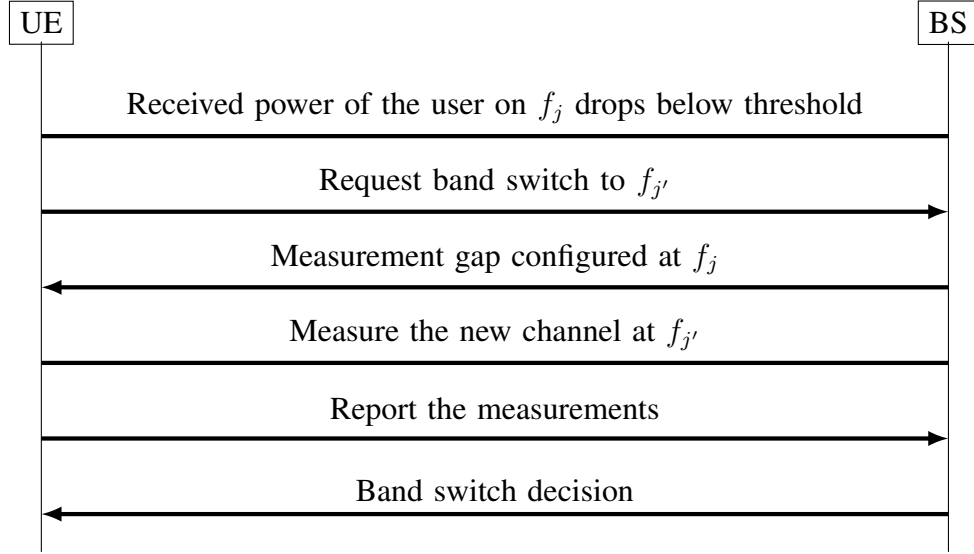 UE
BS
Received power of the user on $f_j$ drops below threshold
Request band switch to $f_{j'}$
Measurement gap configured at $f_j$
Measure the new channel at $f_{j'}$
Report the measurements
Band switch decision